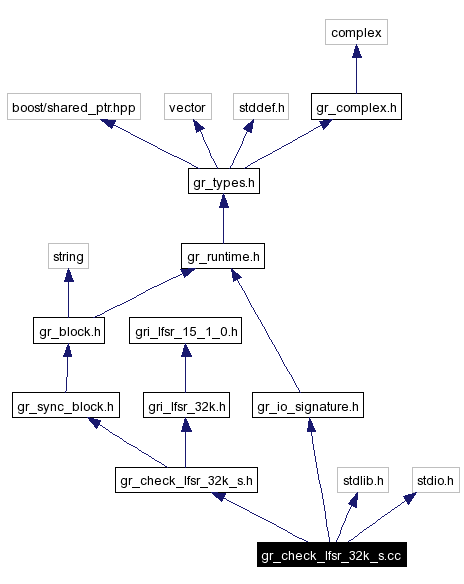 complex
boost/shared_ptr.hpp
vector
stddef.h
gr_complex.h
gr_types.h
gr_runtime.h
string
gr_block.h
gri_lfsr_15_1_0.h
gr_sync_block.h
gri_lfsr_32k.h
gr_io_signature.h
gr_check_lfsr_32k_s.h
stdlib.h
stdio.h
gr_check_lfsr_32k_s.cc